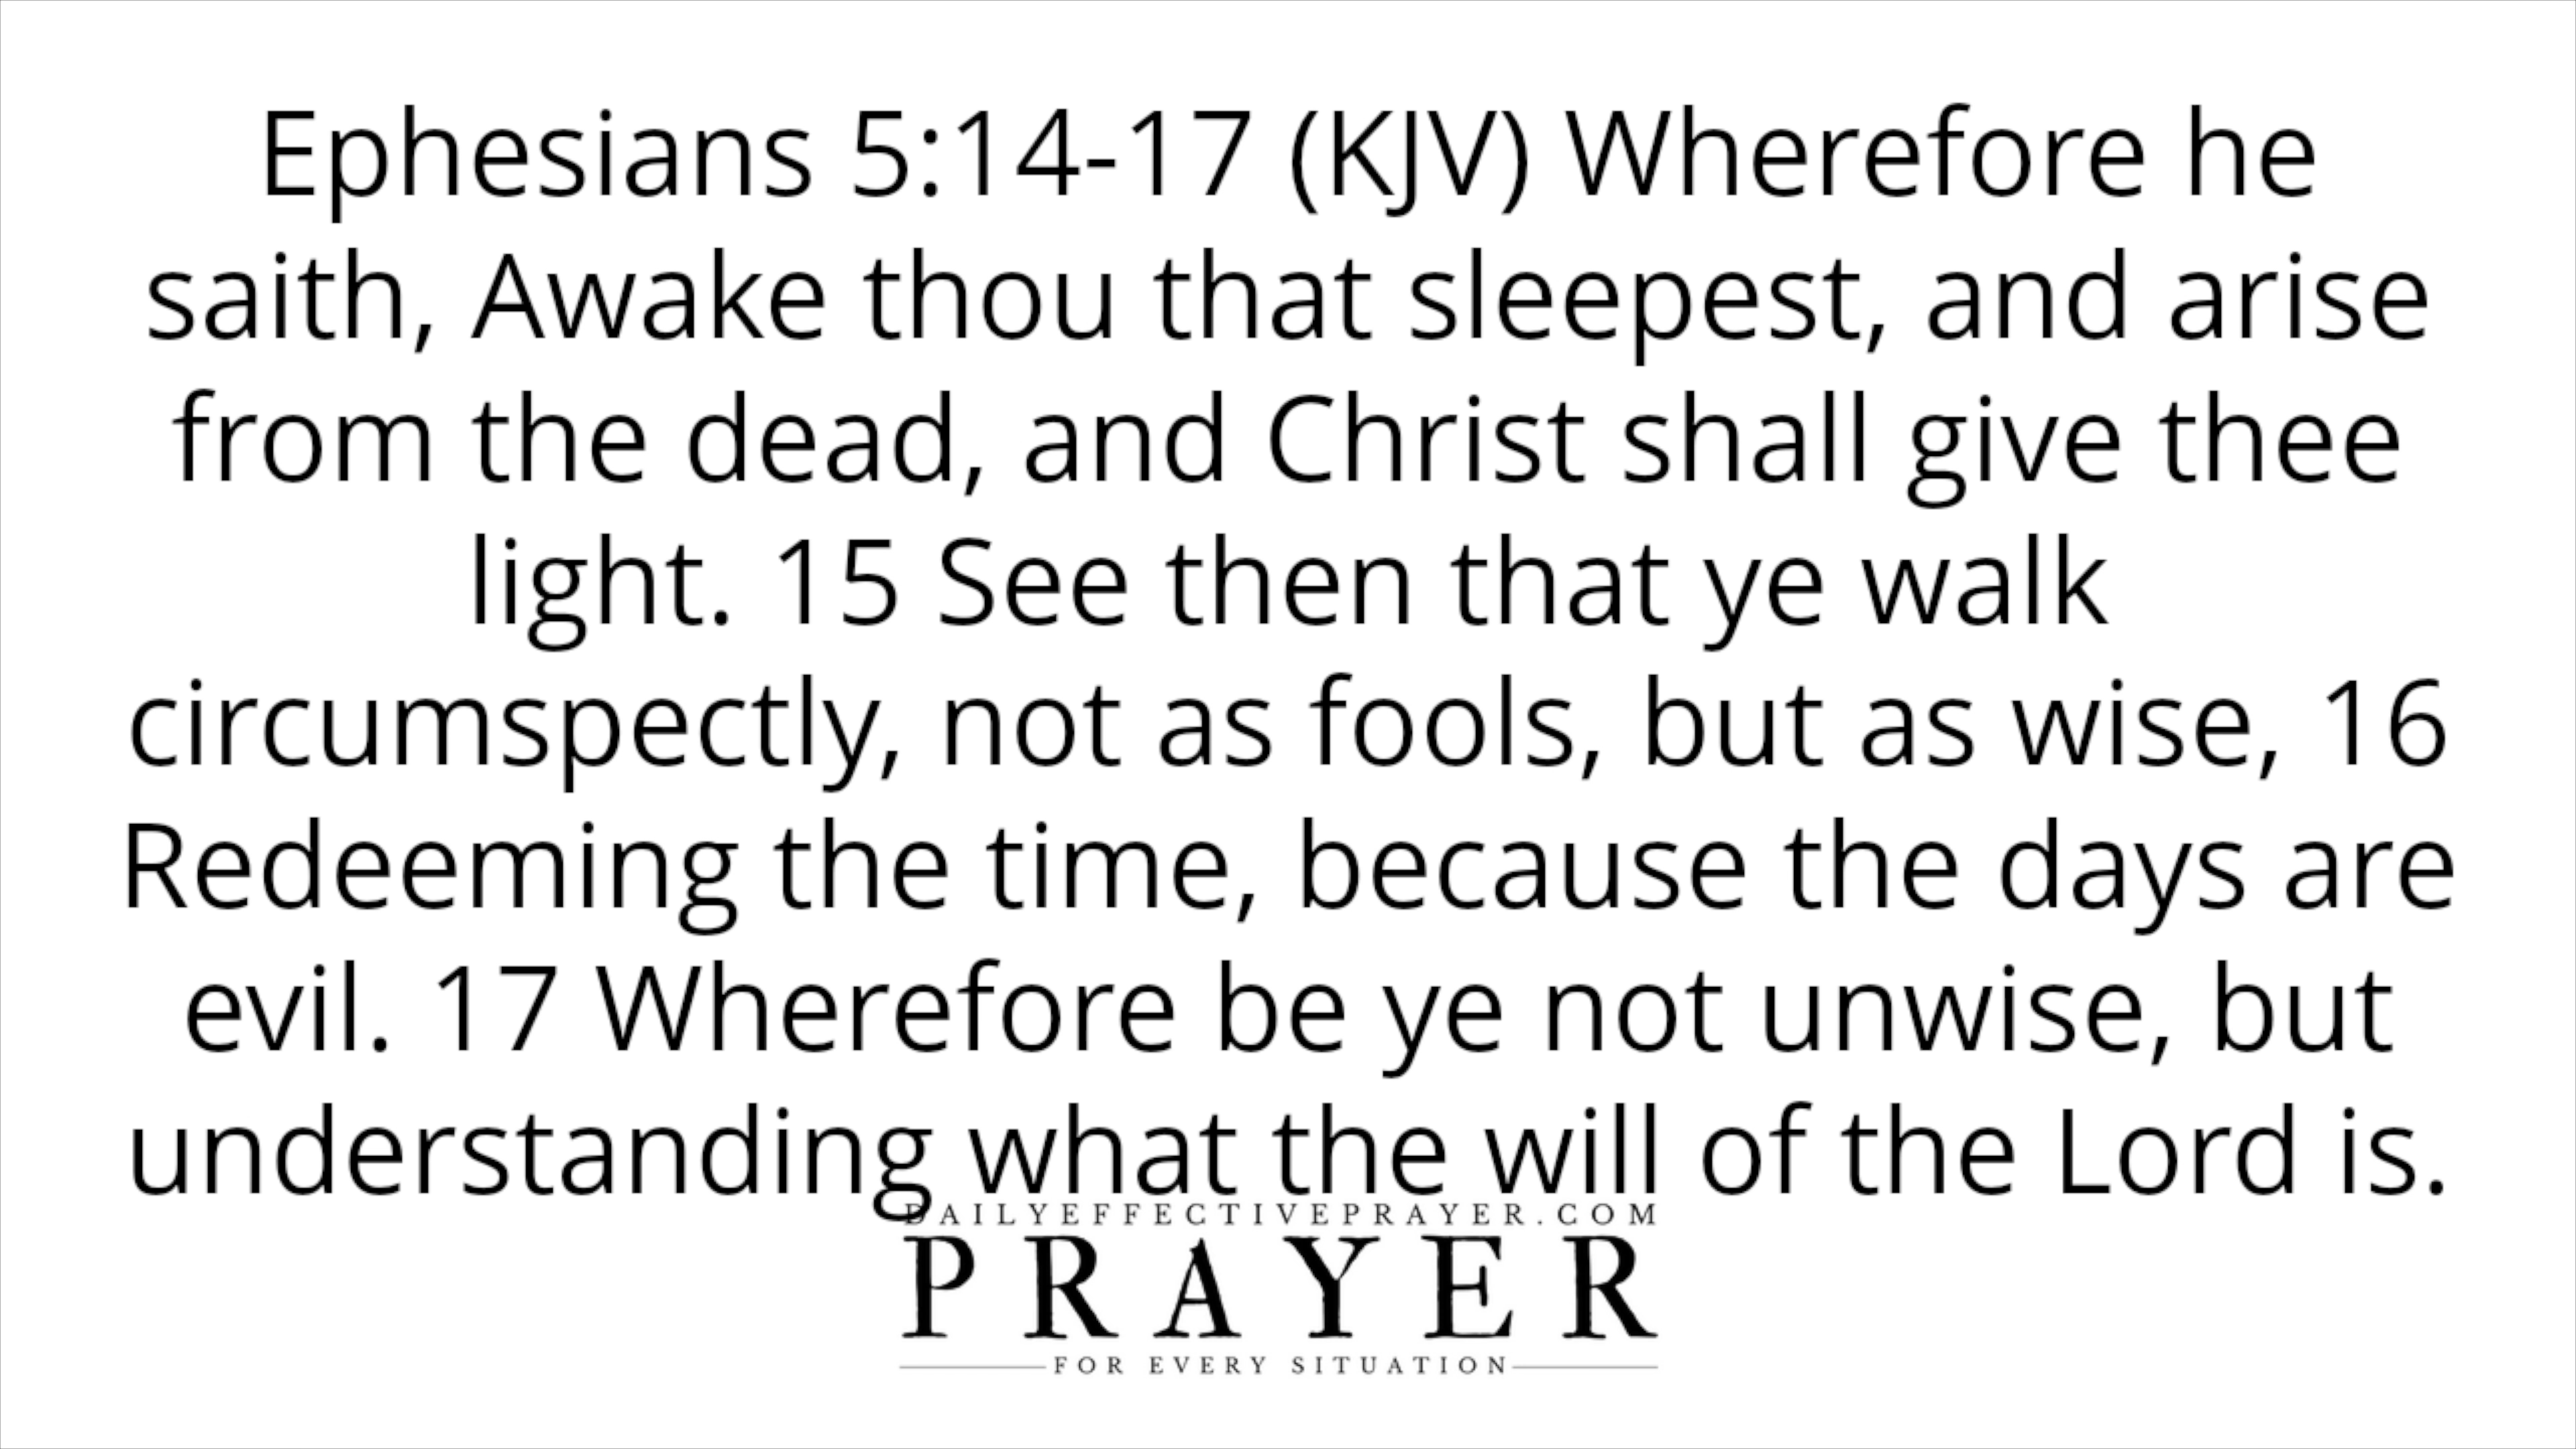 Ephesians 5:14-17 (KJV) Wherefore he
saith, Awake thou that sleepest, and arise
from the dead, and Christ shall give thee
light. 15 See then that ye walk
circumspectly, not as fools, but as wise, 16
Redeeming the time, because the days are
evil. 17 Wherefore be ye not unwise, but
understanding what the will of the Lord is.
DAILYEFFECTIVEPRAYER.COM
PRAYER
FOR EVERY SITUATION